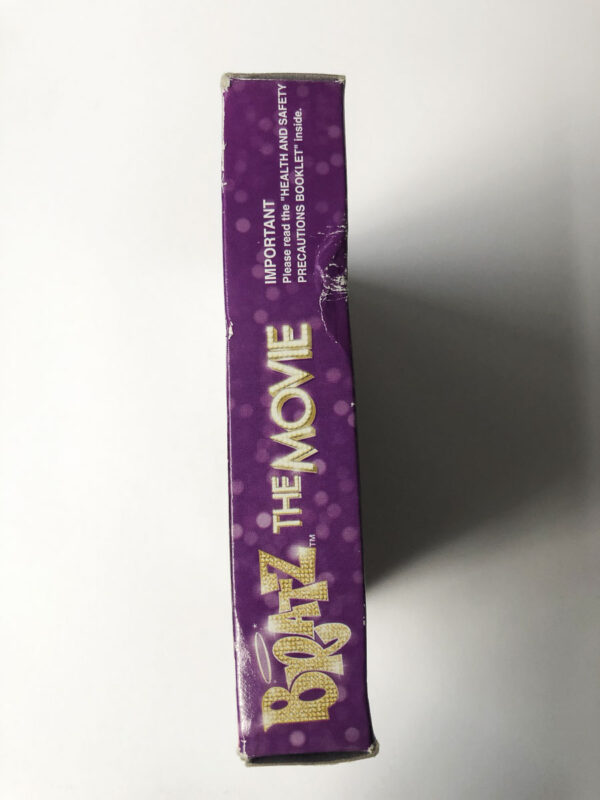 BRATZ™ THE MOVIE
IMPORTANT
Please read the "HEALTH AND SAFETY
PRECAUTIONS BOOKLET" inside.